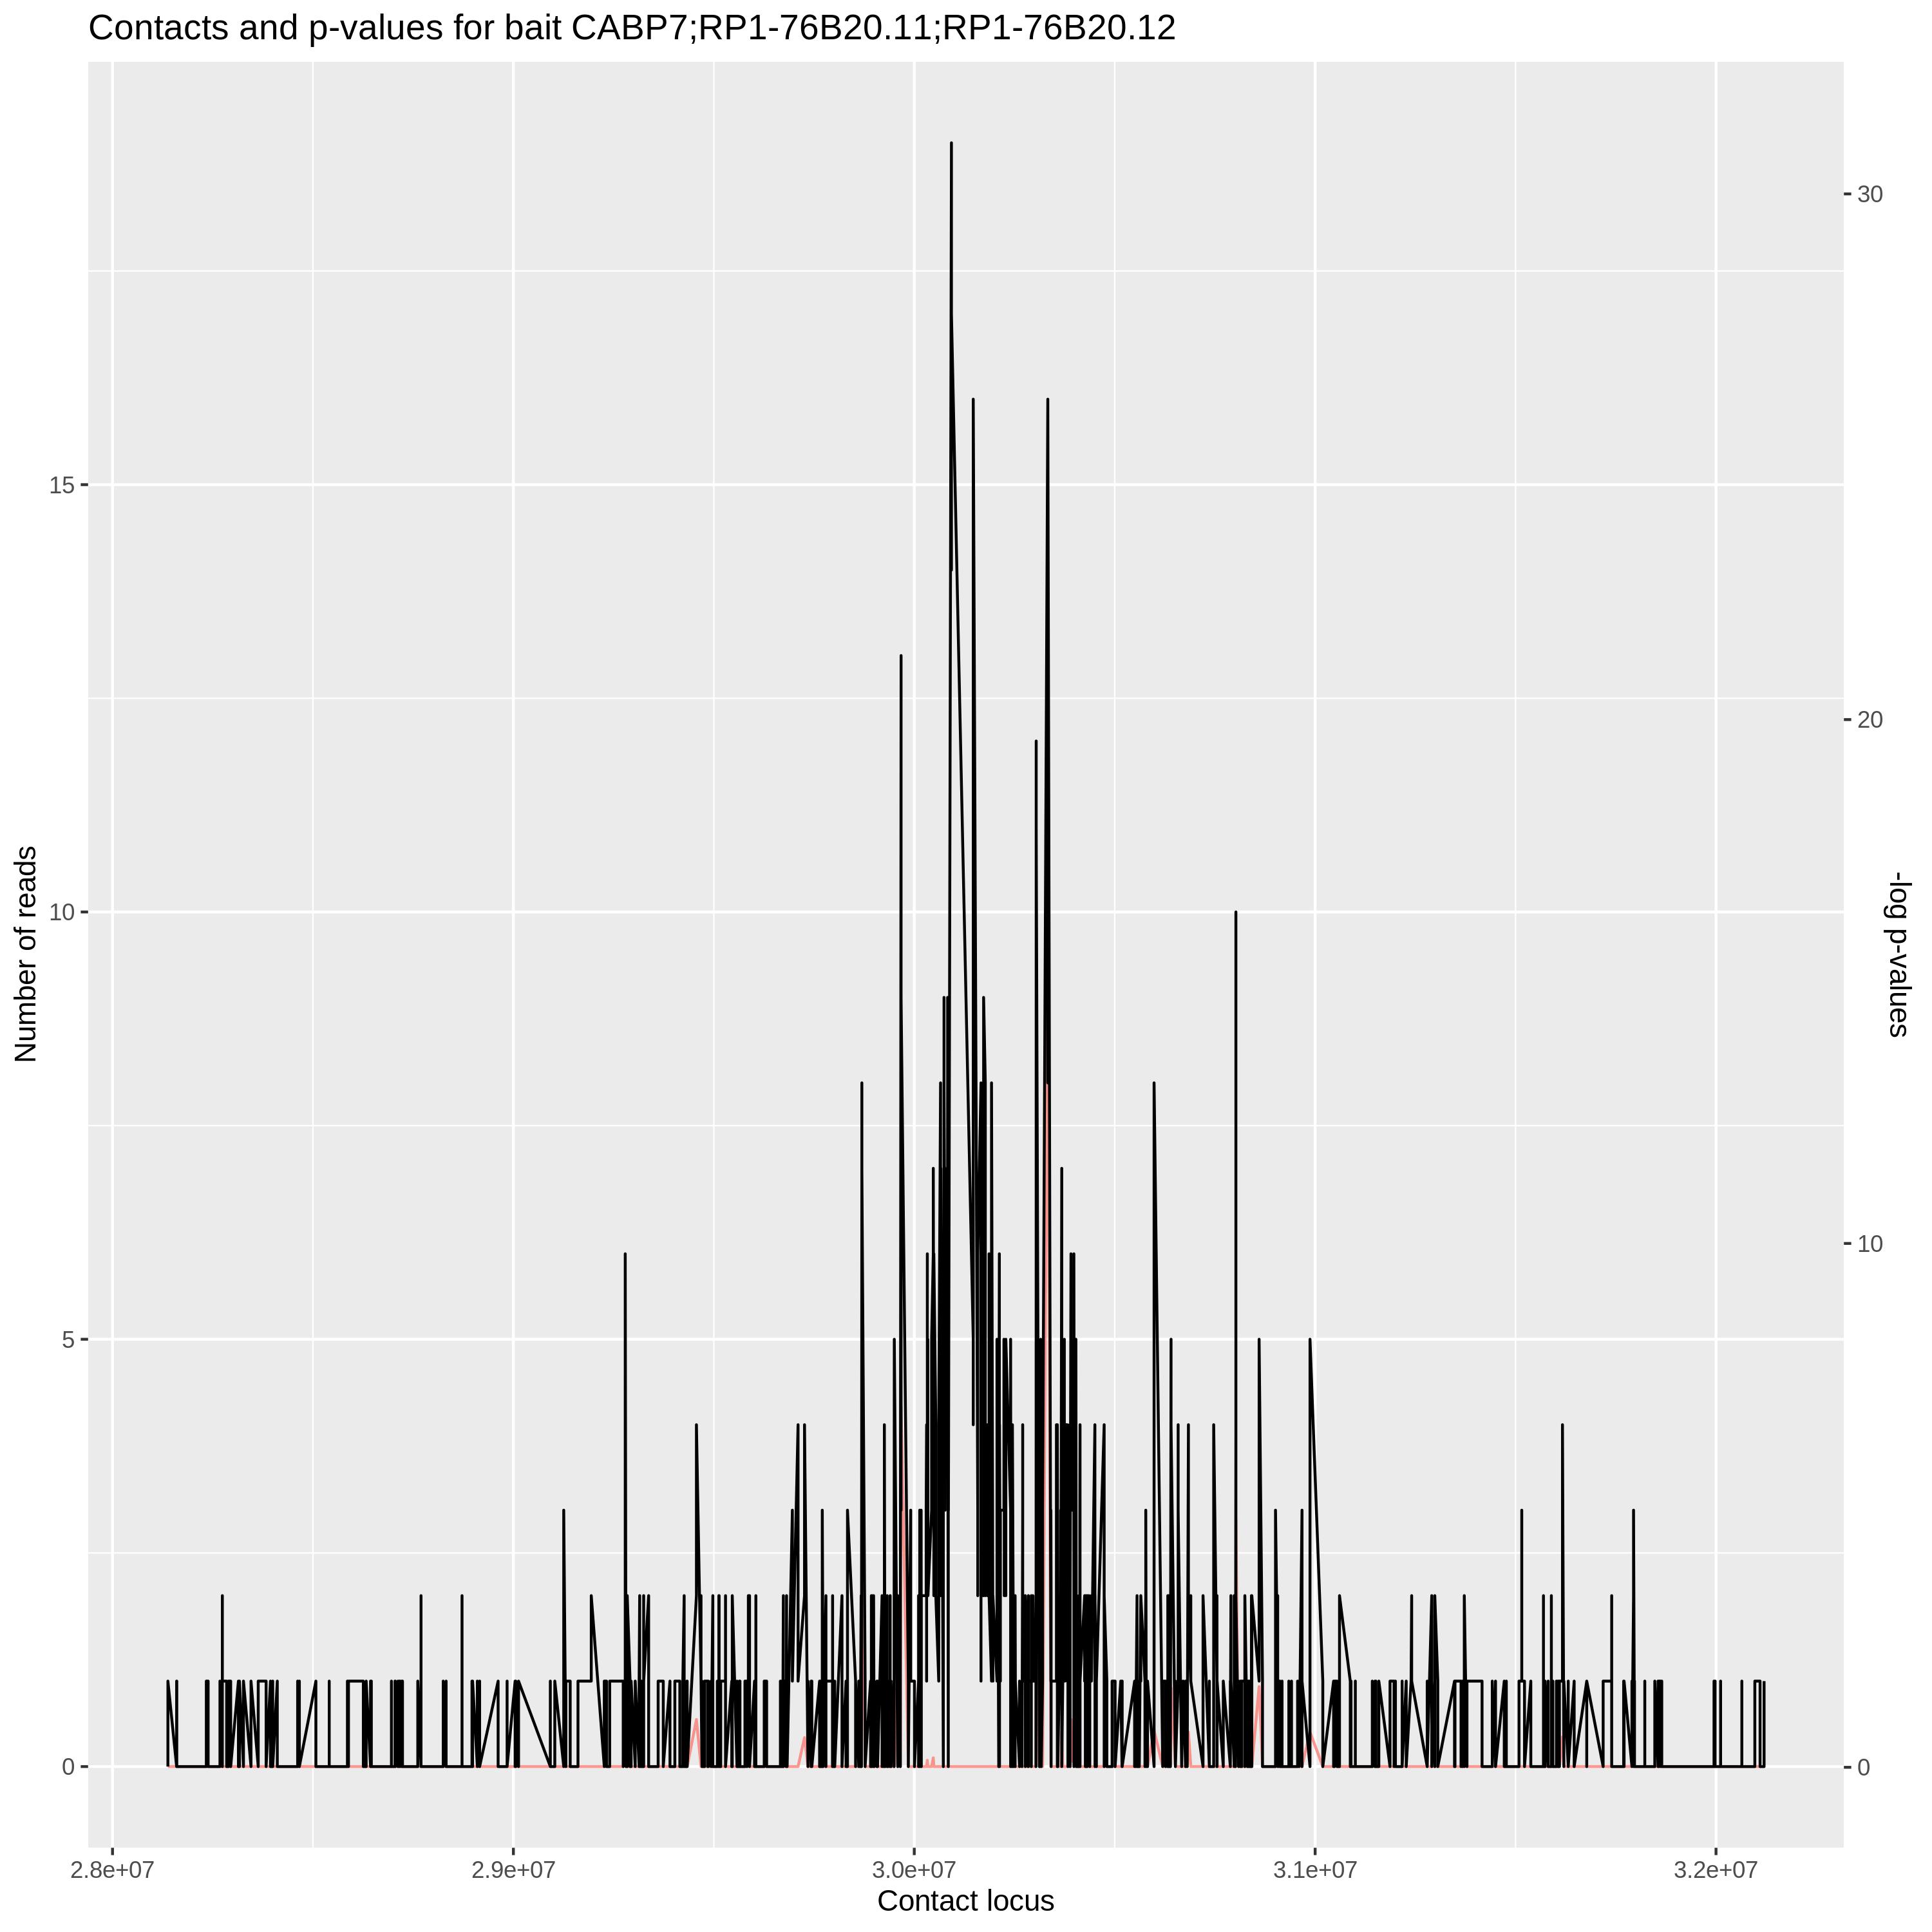 Contacts and p-values for bait CABP7;RP1-76B20.11;RP1-76B20.12
Number of reads
15
10
5
0
30
20
10
0
-log p-values
2.8e+07
2.9e+07
3.0e+07
3.1e+07
3.2e+07
Contact locus